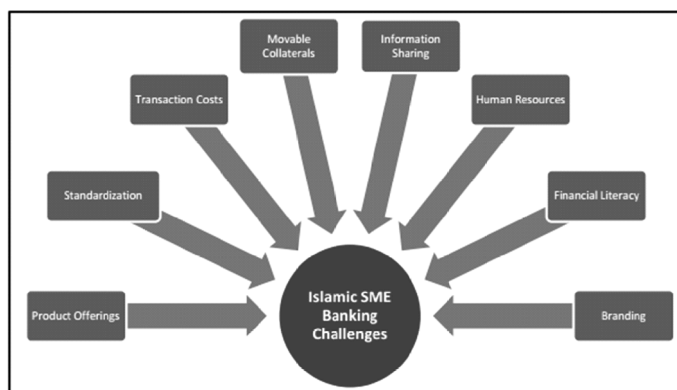 Movable
Collaterals
Information
Sharing
Transaction Costs
Human Resources
Standardization
Financial Literacy
Product Offerings
Islamic SME
Banking
Challenges
Branding